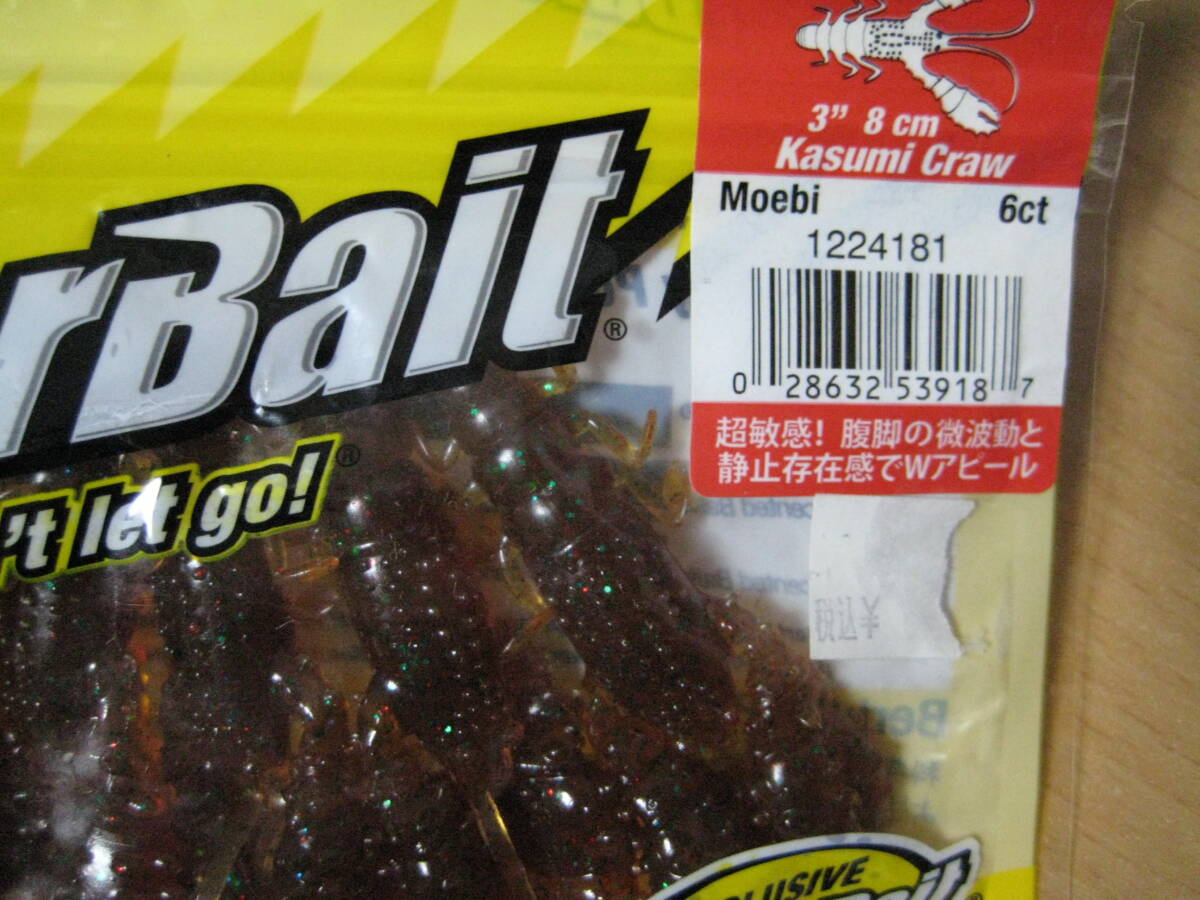 3” 8 cm
Kasumi Craw
Moebi 6ct
1224181
0 28632 53918 7
超敏感! 腹脚の微波動と
静止存在感でWアピール
rBait®
't let go!®
税込¥